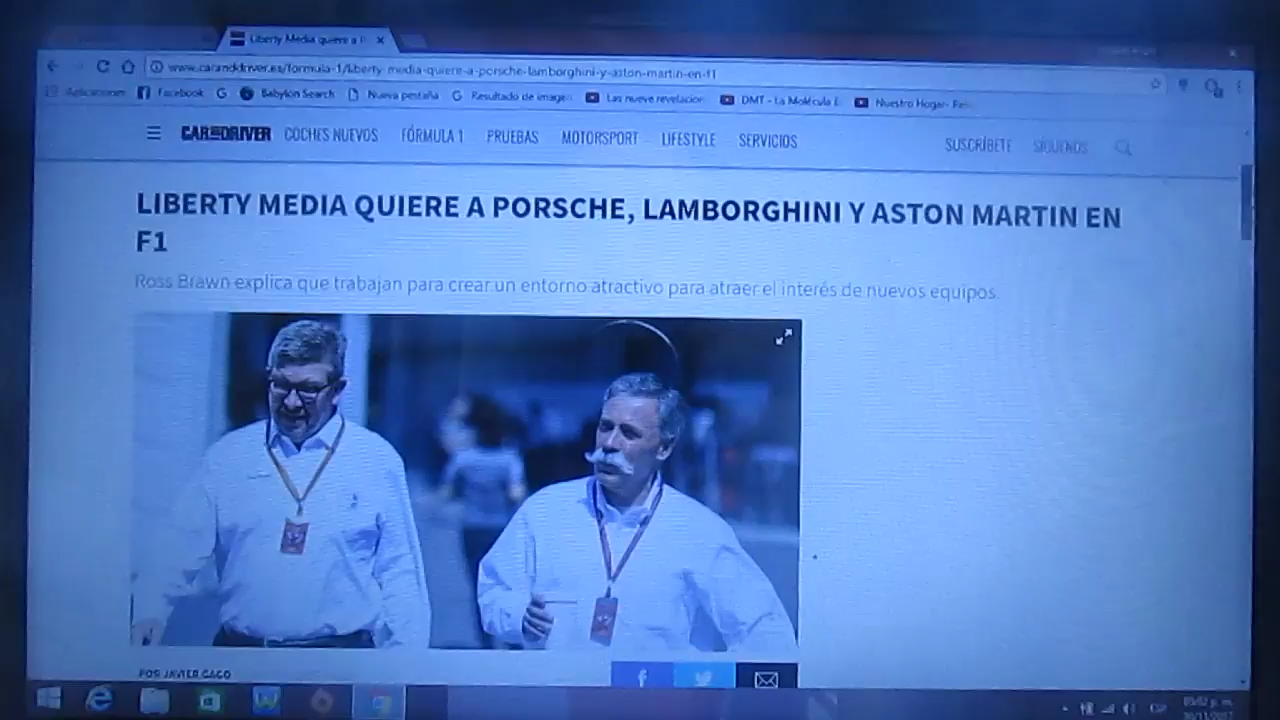 Liberty Media quiere a P
www.caranddriver.es/formula-1/liberty-media-quiere-a-porsche-lamborghini-y-aston-martin-en-f1
Aplicaciones Facebook Babylon Search Nueva pestaña Resultado de imagen Las nueve revelacion DMT - La Molécula Nuestro Hogar-
CAR AND DRIVER COCHES NUEVOS FÓRMULA 1 PRUEBAS MOTORSPORT LIFESTYLE SERVICIOS SUSCRÍBETE SÍGUENOS
LIBERTY MEDIA QUIERE A PORSCHE, LAMBORGHINI Y ASTON MARTIN EN
F1
Ross Brawn explica que trabajan para crear un entorno atractivo para atraer el interés de nuevos equipos.
POR JAVIER GAGO